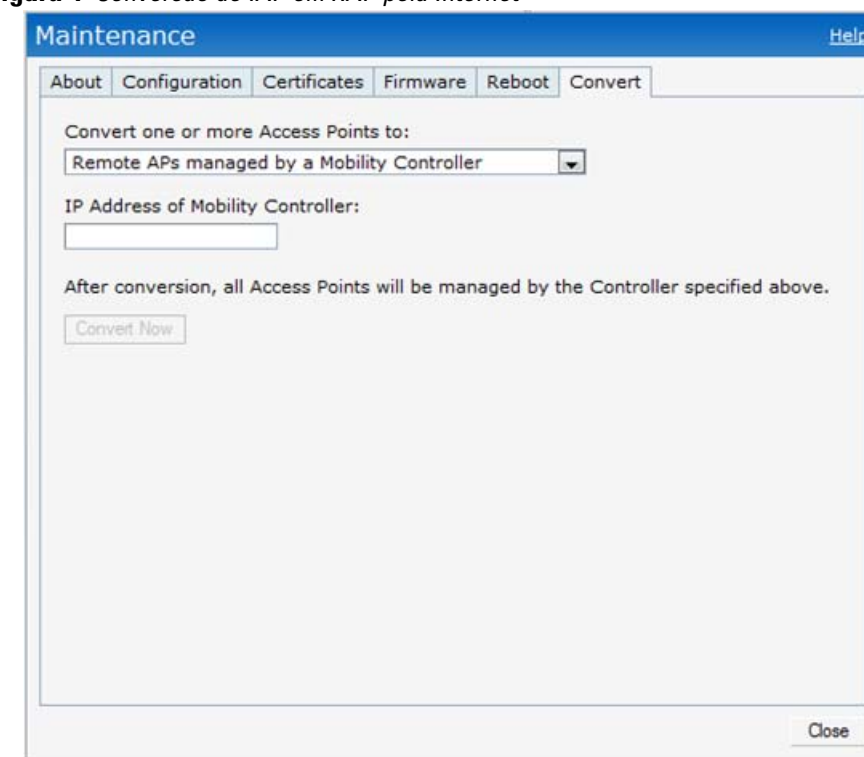 Maintenance
Help
About Configuration Certificates Firmware Reboot Convert
Convert one or more Access Points to:
Remote APs managed by a Mobility Controller
IP Address of Mobility Controller:
After conversion, all Access Points will be managed by the Controller specified above.
Convert Now
Close